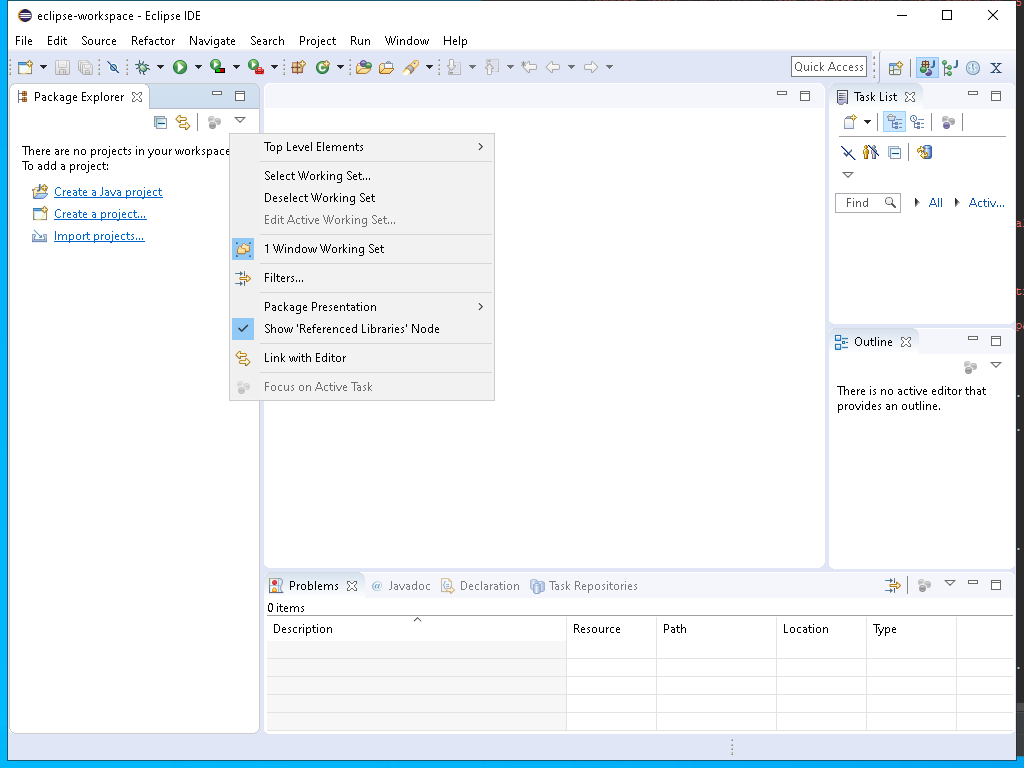 eclipse-workspace - Eclipse IDE
File Edit Source Refactor Navigate Search Project Run Window Help
Quick Access
Package Explorer
There are no projects in your workspace
To add a project:
Create a Java project
Create a project...
Import projects...
Top Level Elements
Select Working Set...
Deselect Working Set
Edit Active Working Set...
1 Window Working Set
Filters...
Package Presentation
Show 'Referenced Libraries' Node
Link with Editor
Focus on Active Task
Task List
Find All Activ...
Outline
There is no active editor that
provides an outline.
Problems @ Javadoc Declaration Task Repositories
0 items
Description Resource Path Location Type